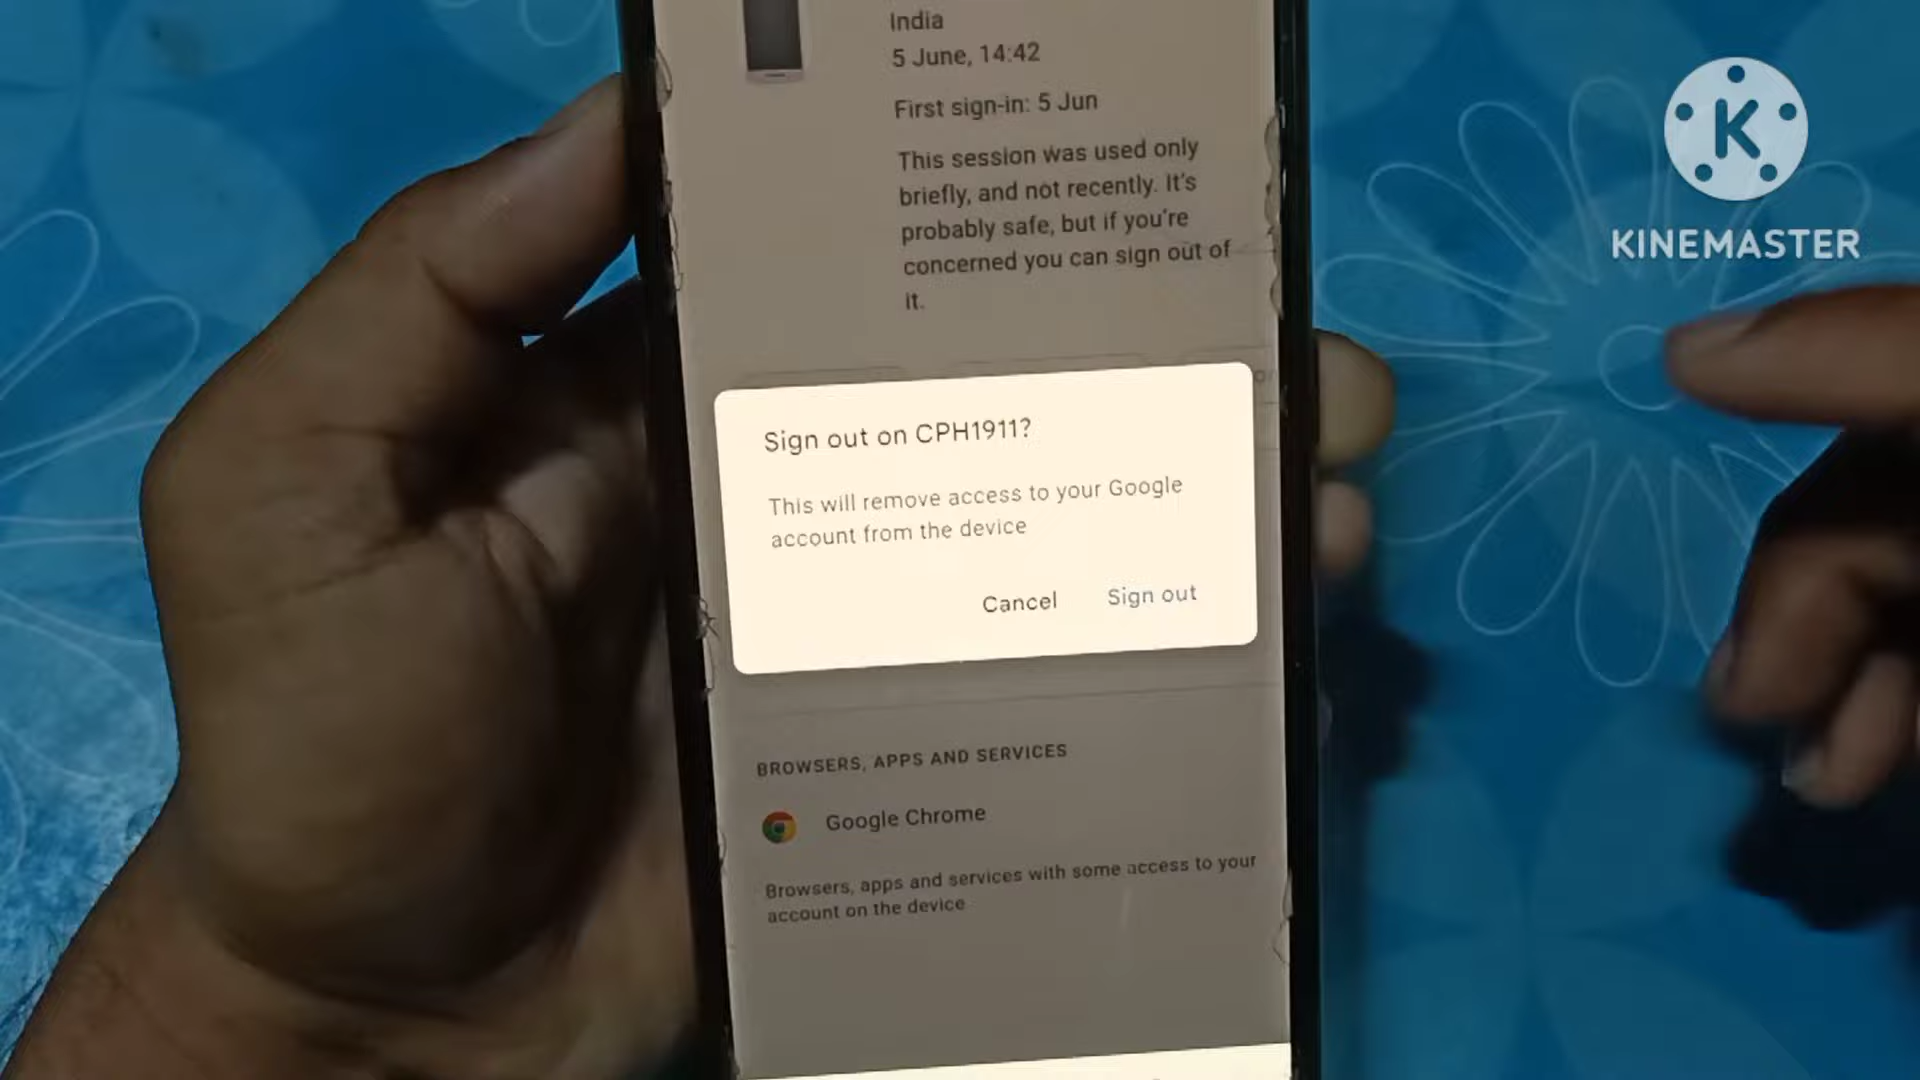 India
5 June, 14:42
First sign-in: 5 Jun
This session was used only
briefly, and not recently. It's
probably safe, but if you're
concerned you can sign out of
it.
K
KINEMASTER
Sign out on CPH1911?
This will remove access to your Google
account from the device
Cancel Sign out
BROWSERS, APPS AND SERVICES
Google Chrome
Browsers, apps and services with some access to your
account on the device